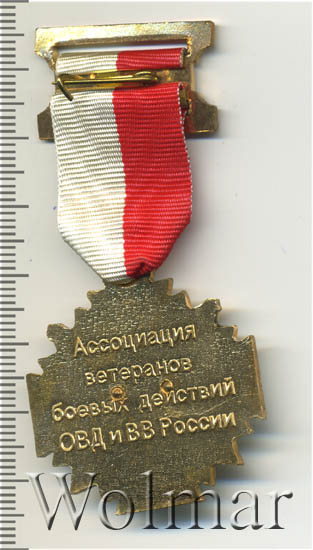 Ассоциация
ветеранов
боевых действий
ОВД и ВВ России
Wolmar